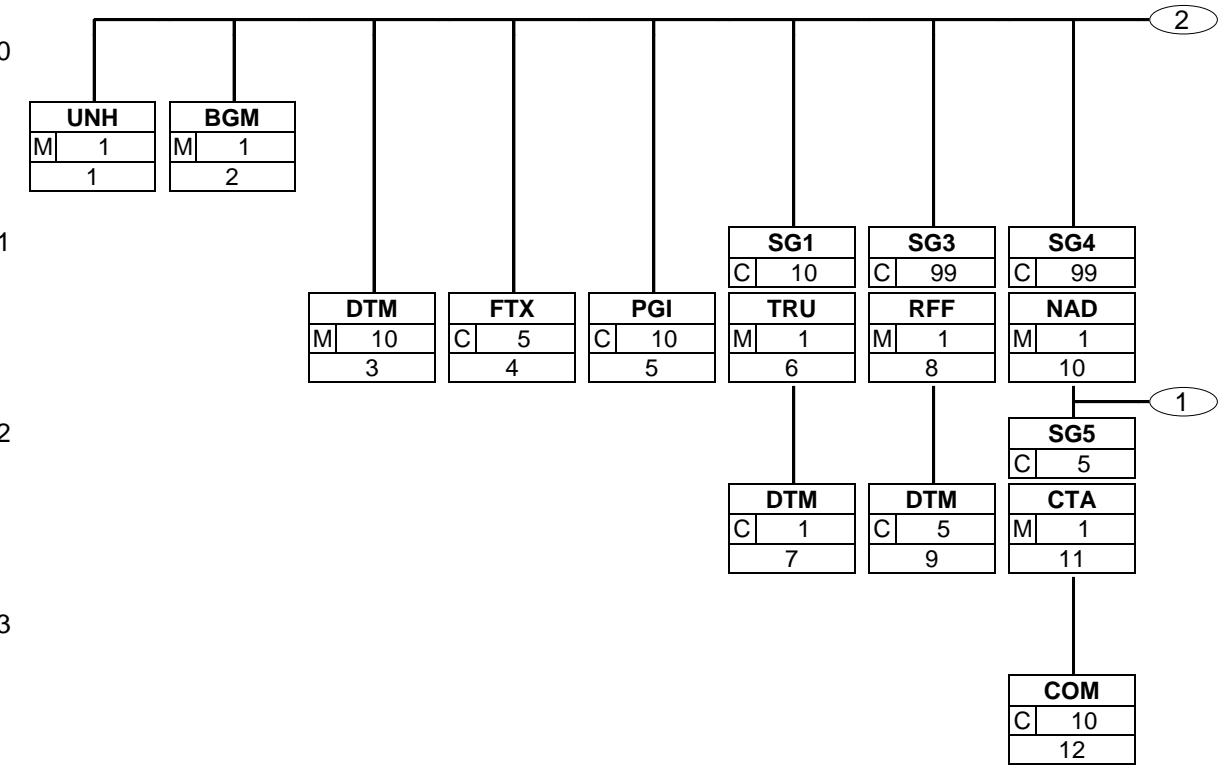 2
0
UNH BGM
M 1 M 1
1 2
1
SG1 SG3 SG4
C 10 C 99 C 99
DTM FTX PGI TRU RFF NAD
M 10 C 5 C 10 M 1 M 1 M 1
3 4 5 6 8 10
1
2
SG5
C 5
DTM DTM CTA
C 1 C 5 M 1
7 9 11
3
COM
C 10
12